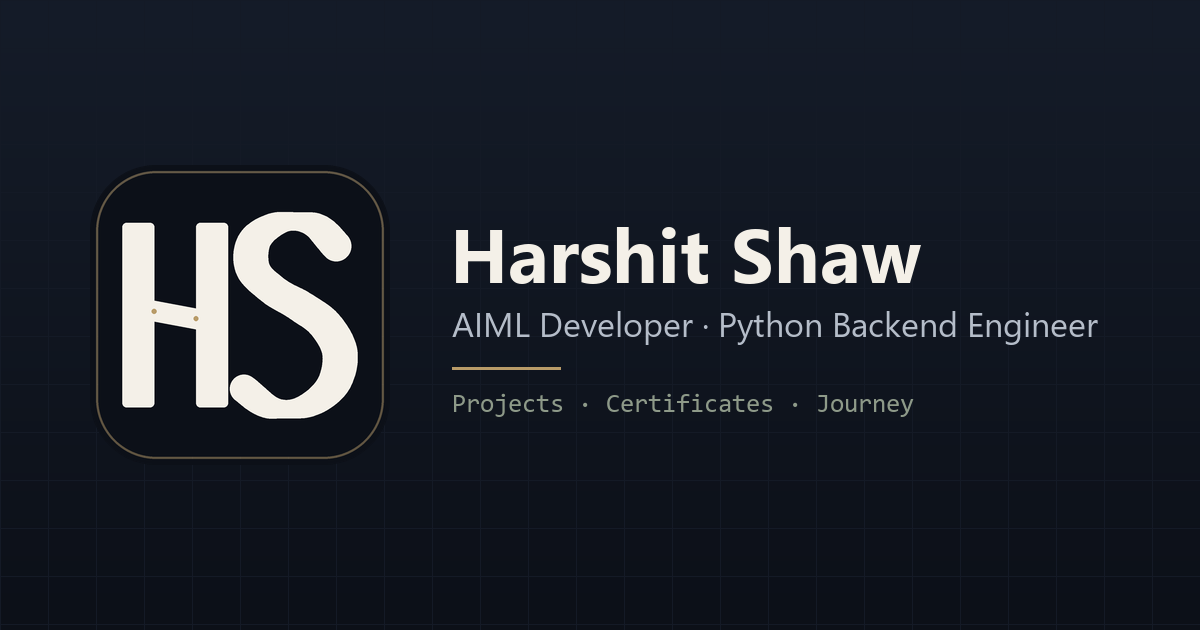 HS
Harshit Shaw
AIML Developer · Python Backend Engineer
Projects · Certificates · Journey